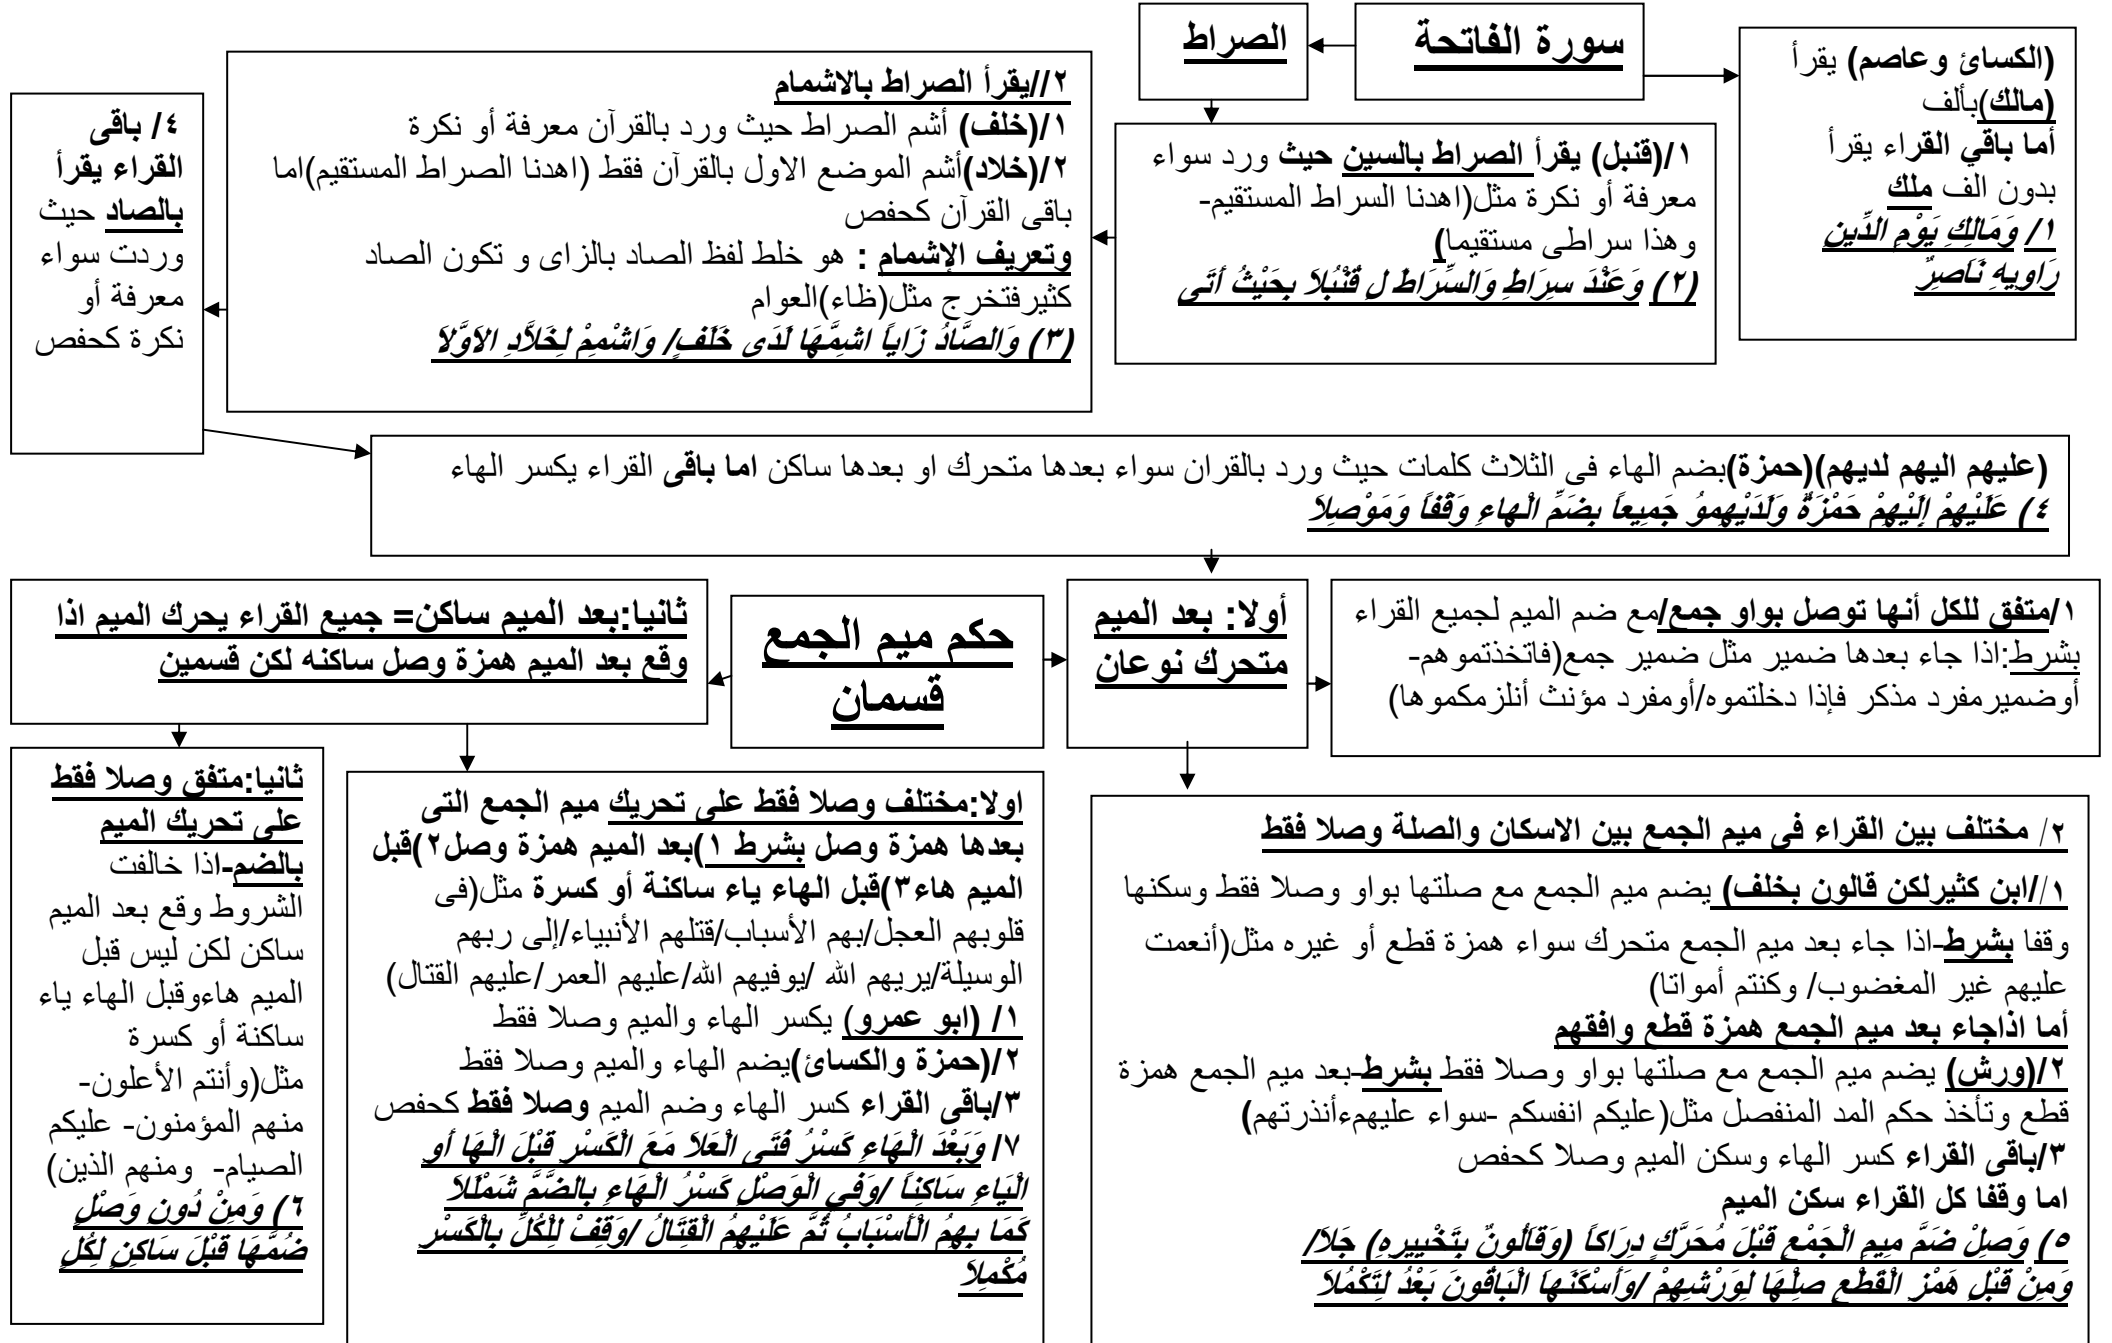 سورة الفاتحة
(الكسائ وعاصم) يقرأ
(مالك)بألف
أما باقي القراء يقرأ
بدون الف ملك
١/ وَمَالِكِ يَوْمِ الدِّينِ
رَاوِيهِ نَاصِرٌ
الصراط
١/(قنبل) يقرأ الصراط بالسين حيث ورد سواء
معرفة أو نكرة مثل(اهدنا السراط المستقيم-
وهذا سراطى مستقيما)
(٢) وَعَنْدَ سِرَاطِ وَالسِّرَاطَ لِ قُنْبُلاَ بِحَيْثُ أَتَى
٢//يقرأ الصراط بالاشمام
١/(خلف) أشم الصراط حيث ورد بالقرآن معرفة أو نكرة
٢/(خلاد)أشم الموضع الاول بالقرآن فقط (اهدنا الصراط المستقيم)اما
باقى القرآن كحفص
وتعريف الإشمام : هو خلط لفظ الصاد بالزاى و تكون الصاد
كثيرفتخرج مثل(ظاء)العوام
(٣) وَالصَّادُ زَاياً اشِمَّهَا لَدَى خَلَفٍ/ وَاشْمِمْ لِخَلاَّدِ الاَوَّلاَ
٤/ باقى
القراء يقرأ
بالصاد حيث
وردت سواء
معرفة أو
نكرة كحفص
(عليهم اليهم لديهم)(حمزة)بضم الهاء فى الثلاث كلمات حيث ورد بالقران سواء بعدها متحرك او بعدها ساكن اما باقى القراء يكسر الهاء
٤) عَلَيْهِمْ إِلَيْهِمْ حَمْزَةٌ وَلَدَيْهِموُ جَمِيعاً بِضَمِّ الْهاءِ وَقْفاً وَمَوْصِلاَ
حكم ميم الجمع
قسمان
أولا: بعد الميم
متحرك نوعان
١/متفق للكل أنها توصل بواو جمع/مع ضم الميم لجميع القراء
بشرط:اذا جاء بعدها ضمير مثل ضمير جمع(فاتخذتموهم-
أوضميرمفرد مذكر فإذا دخلتموه/أومفرد مؤنث أنلزمكموها)
٢/ مختلف بين القراء فى ميم الجمع بين الاسكان والصلة وصلا فقط
١//ابن كثيرلكن قالون بخلف) يضم ميم الجمع مع صلتها بواو وصلا فقط وسكنها
وقفا بشرط-اذا جاء بعد ميم الجمع متحرك سواء همزة قطع أو غيره مثل(أنعمت
عليهم غير المغضوب/ وكنتم أمواتا)
أما اذاجاء بعد ميم الجمع همزة قطع وافقهم
٢/(ورش) يضم ميم الجمع مع صلتها بواو وصلا فقط بشرط-بعد ميم الجمع همزة
قطع وتأخذ حكم المد المنفصل مثل(عليكم انفسكم -سواء عليهمءأنذرتهم)
٣/باقى القراء كسر الهاء وسكن الميم وصلا كحفص
اما وقفا كل القراء سكن الميم
٥) وَصِلْ ضَمَّ مِيمِ الْجَمْعِ قَبْلَ مُحَرَّكٍ دِرَاكاً (وَقَالُونٌ بِتَخْيِيرِهِ) جَلاَ/
وَمِنْ قَبْلِ هَمْزِ الْقَطْعِ صِلْهَا لِوَرْشِهِمْ /وَأَسْكَنَهَا الْبَاقُونَ بَعْدُ لِتَكْمُلاَ
ثانيا:بعد الميم ساكن= جميع القراء يحرك الميم اذا
وقع بعد الميم همزة وصل ساكنه لكن قسمين
اولا:مختلف وصلا فقط على تحريك ميم الجمع التى
بعدها همزة وصل بشرط ١)بعد الميم همزة وصل٢)قبل
الميم هاء٣)قبل الهاء ياء ساكنة أو كسرة مثل(فى
قلوبهم العجل/بهم الأسباب/قتلهم الأنبياء/إلى ربهم
الوسيلة/يريهم الله /يوفيهم الله/عليهم العمر/عليهم القتال)
١/ (ابو عمرو) يكسر الهاء والميم وصلا فقط
٢/(حمزة والكسائ)يضم الهاء والميم وصلا فقط
٣/باقى القراء كسر الهاء وضم الميم وصلا فقط كحفص
٧/ وَبَعْدَ الْهَاءِ كَسْرُ فَتَى الْعَلاَ مَعَ الْكَسْرِ قَبْلَ الْهَا أَوِ
الْيَاءِ سَاكِناً /وَفي الْوَصْلِ كَسْرُ الْهَاءِ بِالضَّمَّ شَمْلَلاَ
كَمَا بِهِمُ الْأَسْبَابُ ثُمَّ عَلَيْهِمُ الْقِتَالُ /وَقِفْ لِلْكُلِّ بِالْكَسْرِ
مُكْمِلاَ
ثانيا:متفق وصلا فقط
على تحريك الميم
بالضم-اذا خالفت
الشروط وقع بعد الميم
ساكن لكن ليس قبل
الميم هاءوقبل الهاء ياء
ساكنة أو كسرة
مثل(وأنتم الأعلون-
منهم المؤمنون- عليكم
الصيام- ومنهم الذين)
٦) وَمِنْ دُونِ وَصْلٍ
ضُمَّهَا قَبْلَ سَاكِنٍ لِكُلٍ